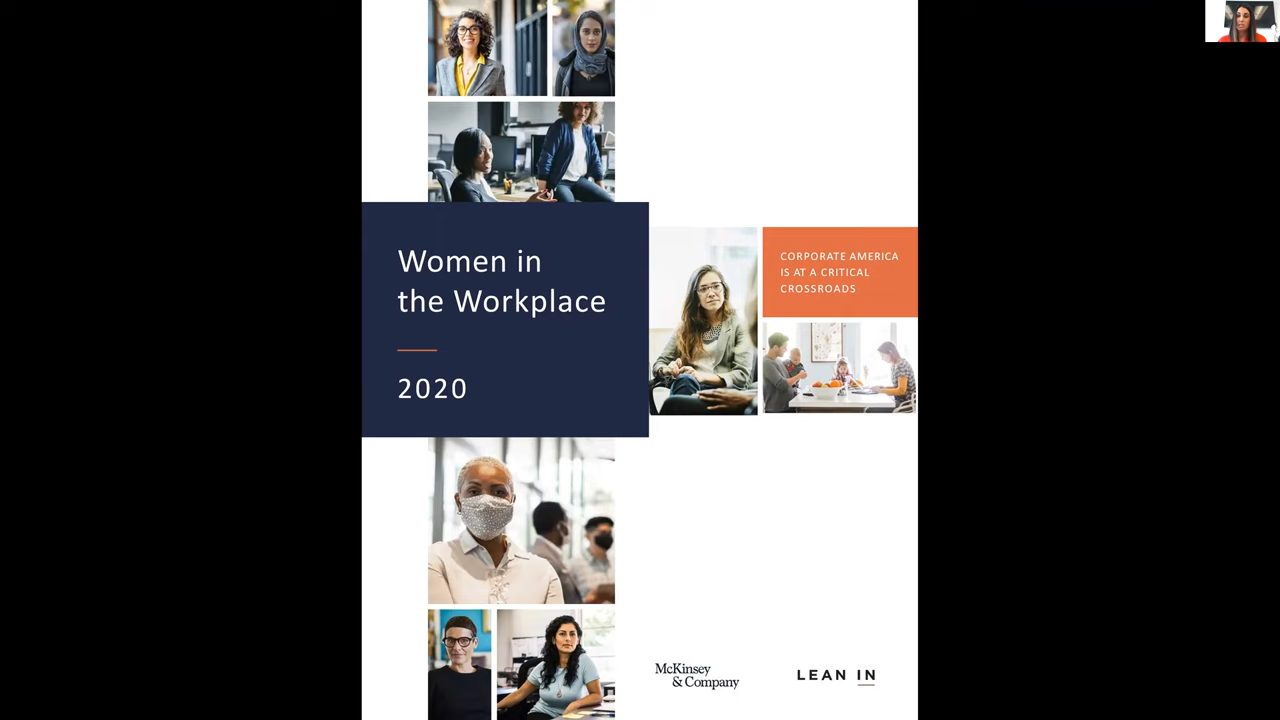 Women in
the Workplace
2020
CORPORATE AMERICA
IS AT A CRITICAL
CROSSROADS
McKinsey
& Company
LEAN IN